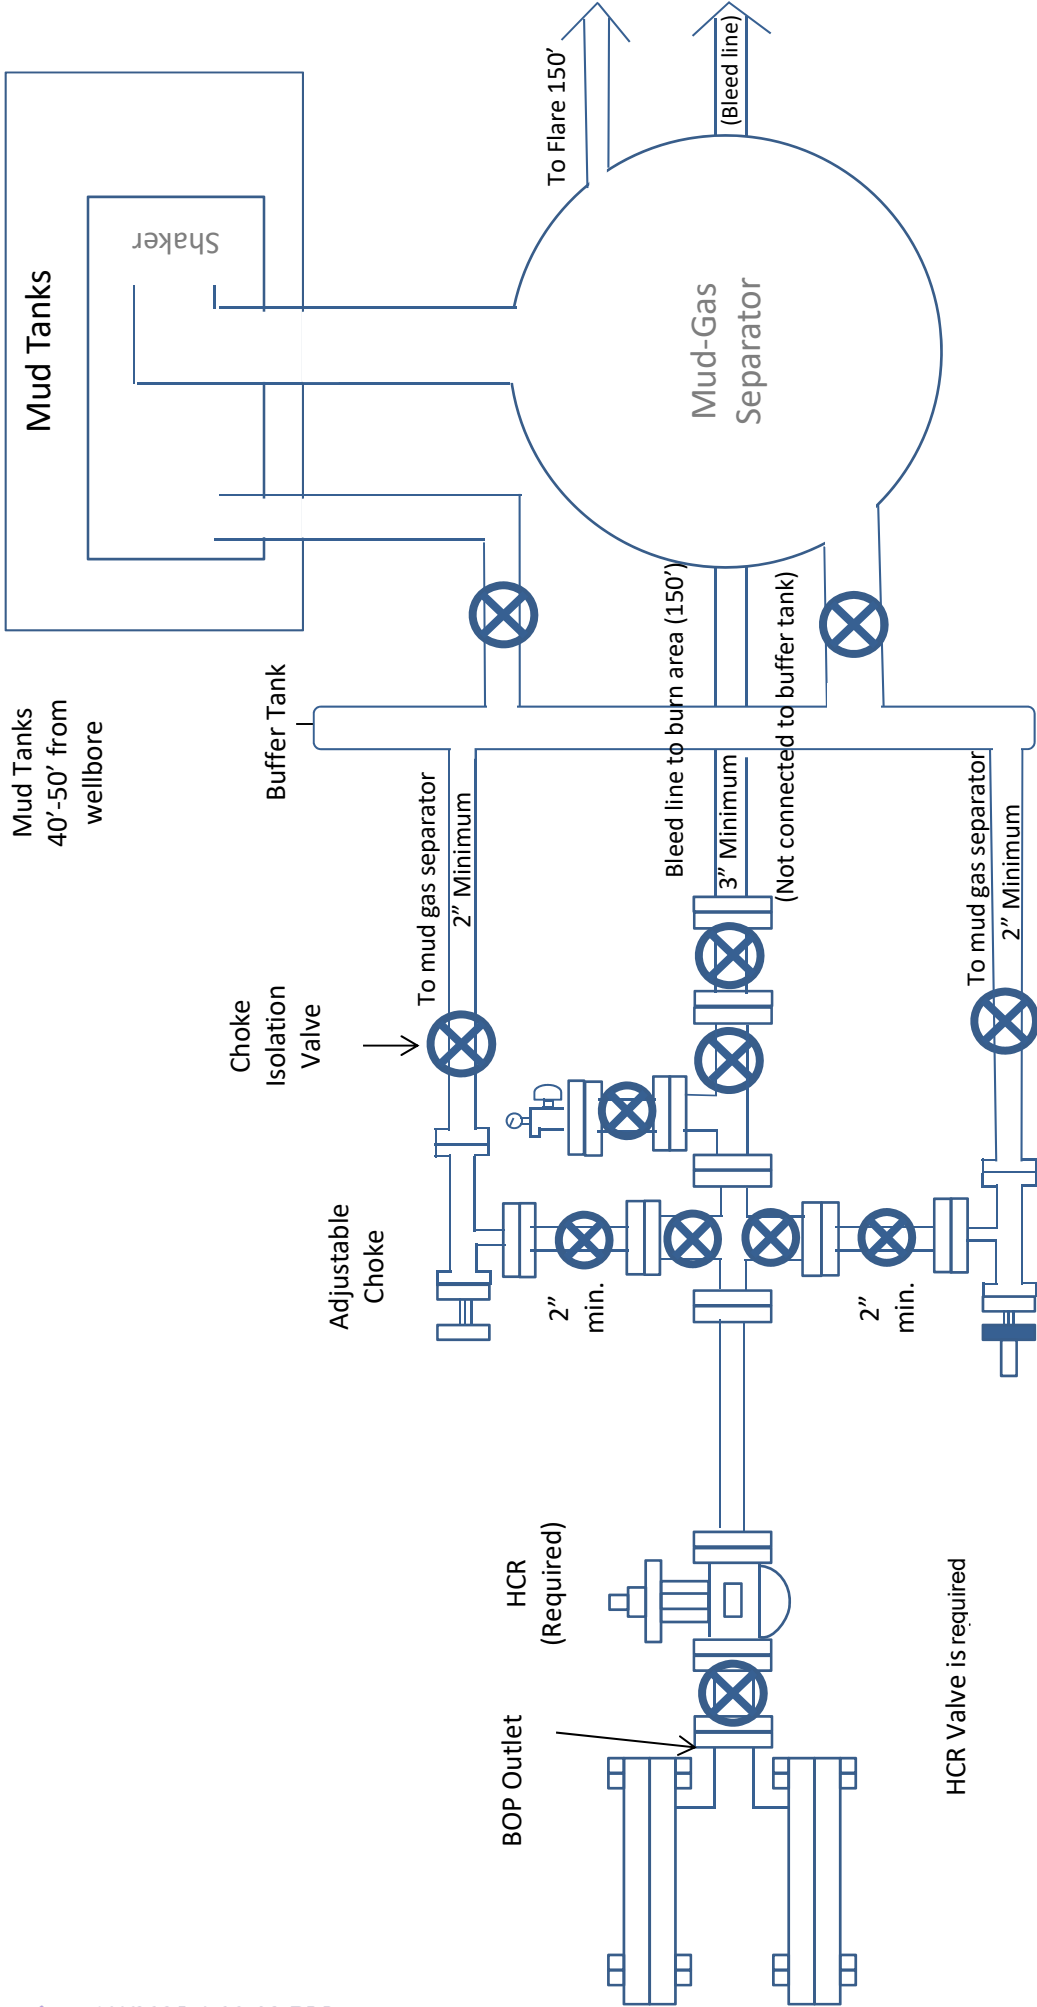 Mud Tanks
Shaker
To Flare 150’
(Bleed line)
Mud-Gas
Separator
Mud Tanks
40’-50’ from
wellbore
Buffer Tank
Bleed line to burn area (150’)
3” Minimum
(Not connected to buffer tank)
To mud gas separator
2” Minimum
To mud gas separator
2” Minimum
Choke
Isolation
Valve
Adjustable
Choke
2”
min.
2”
min.
HCR
(Required)
BOP Outlet
HCR Valve is required